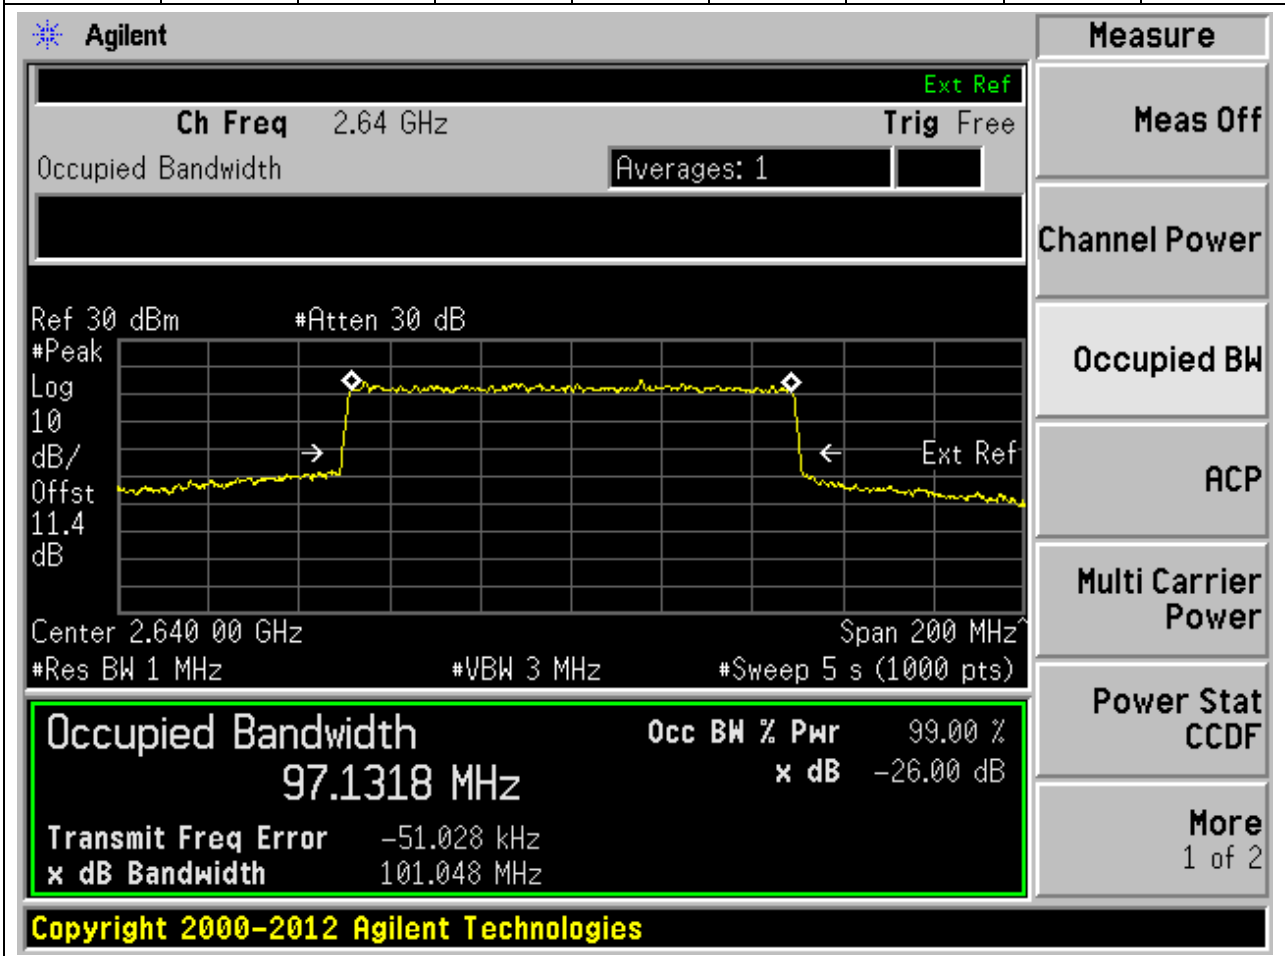 Agilent
Measure
Ext Ref
Ch Freq 2.64 GHz Trig Free
Meas Off
Occupied Bandwidth Averages: 1
Channel Power
Ref 30 dBm #Atten 30 dB
#Peak
Log
10
dB/
Offst
11.4
dB
Ext Ref
Occupied BW
ACP
Center 2.640 00 GHz Span 200 MHz^
#Res BW 1 MHz #VBW 3 MHz #Sweep 5 s (1000 pts)
Multi Carrier
Power
Occupied Bandwidth Occ BW % Pwr 99.00 %
97.1318 MHz x dB -26.00 dB
Transmit Freq Error -51.028 kHz
x dB Bandwidth 101.048 MHz
Power Stat
CCDF
More
1 of 2
Copyright 2000-2012 Agilent Technologies